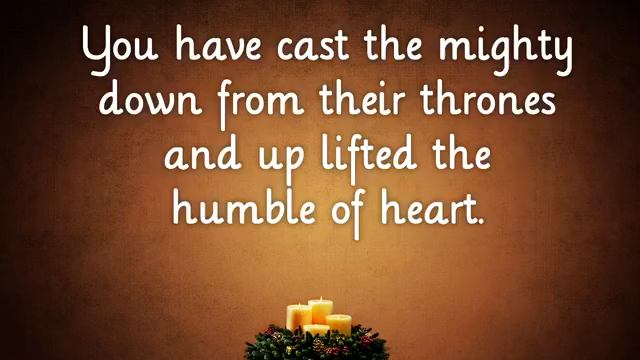 You have cast the mighty
down from their thrones
and up lifted the
humble of heart.